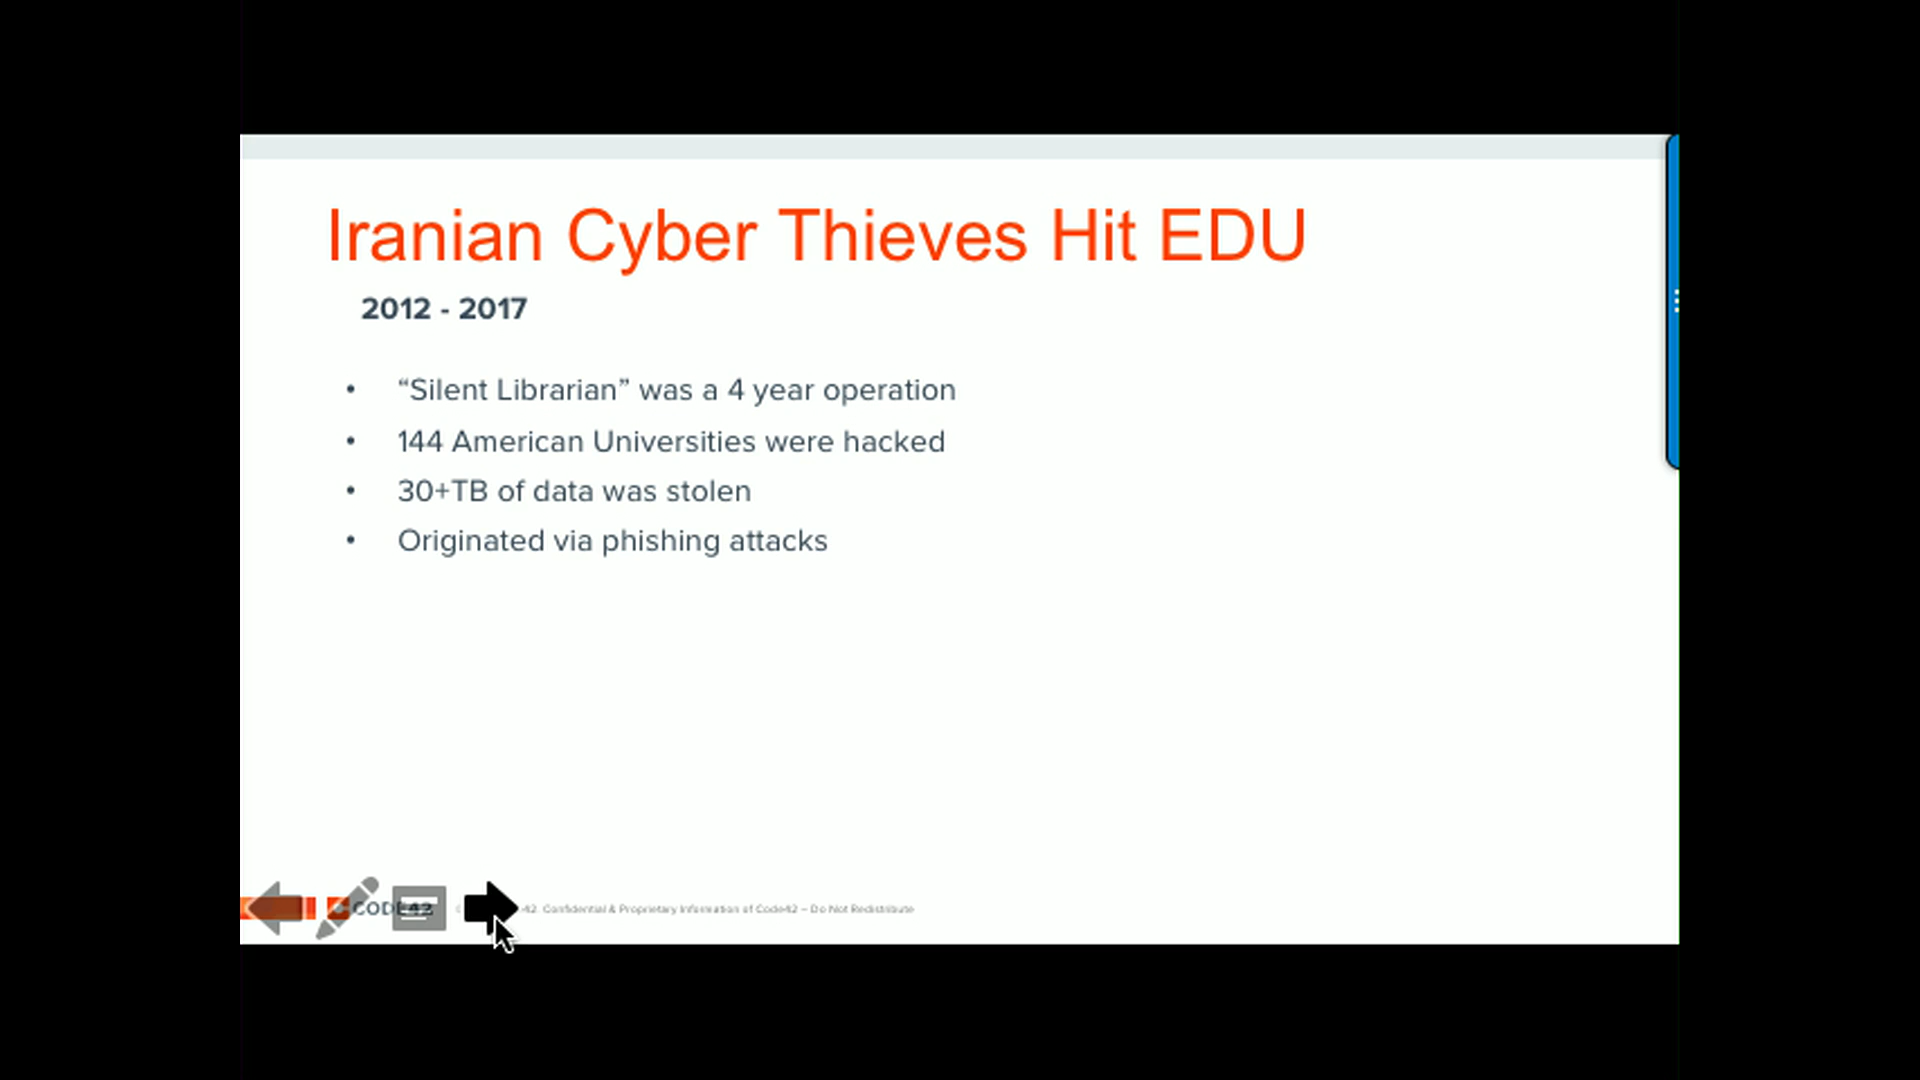 Iranian Cyber Thieves Hit EDU
2012 - 2017
• “Silent Librarian” was a 4 year operation
• 144 American Universities were hacked
• 30+TB of data was stolen
• Originated via phishing attacks
CODE42 42 Confidential & Proprietary Information of Code42 – Do Not Redistribute